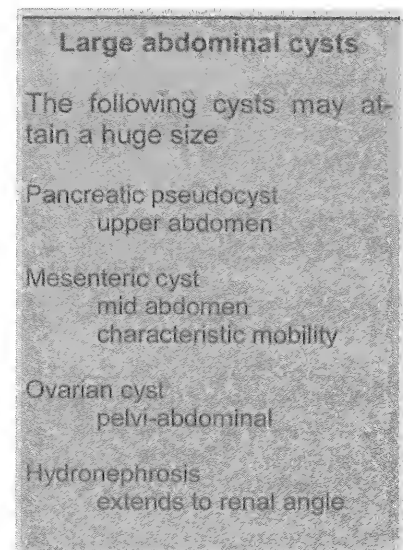 Large abdominal cysts
The following cysts may at-
tain a huge size
Pancreatic pseudocyst
upper abdomen
Mesenteric cyst
mid abdomen
characteristic mobility
Ovarian cyst
pelvi-abdominal
Hydronephrosis
extends to renal angle